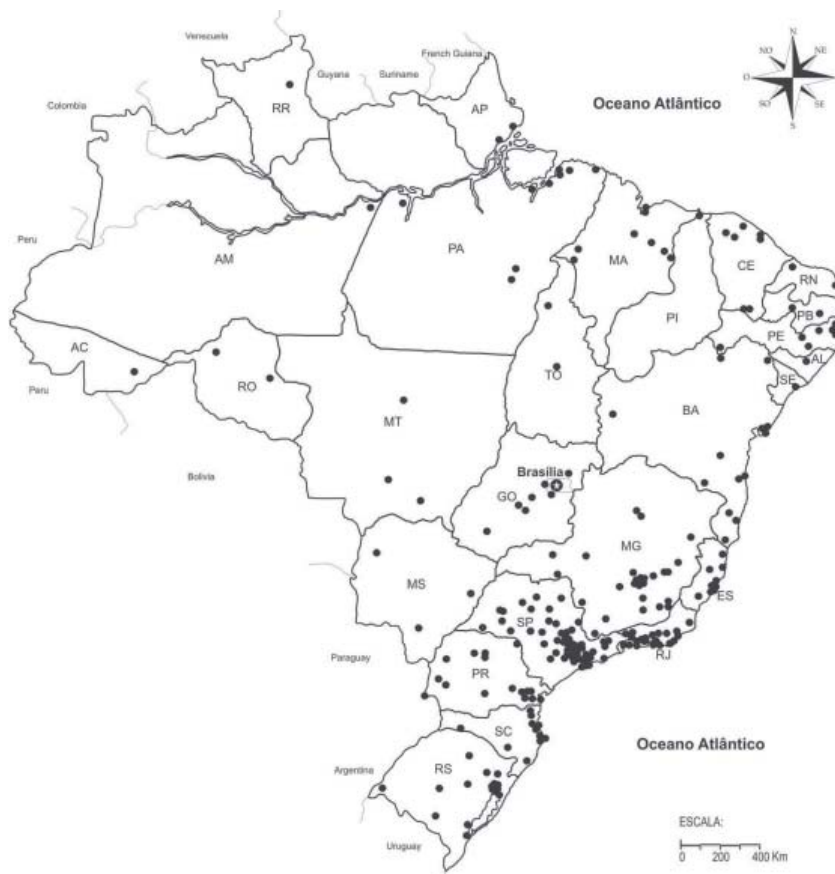 Venezuela
French Guiana
Guyana
Suriname
Colombia
Oceano Atlântico
N
NO
NE
O
SO
SE
S
RR
AP
Peru
AM
PA
MA
CE
RN
PB
PI
PE
AL
AC
SE
Peru
RO
TO
MT
BA
Bolivia
Brasília
GO
MG
MS
ES
SP
Paraguay
RJ
PR
SC
Oceano Atlântico
Argentina
RS
ESCALA:
0 200 400 Km
Uruguay